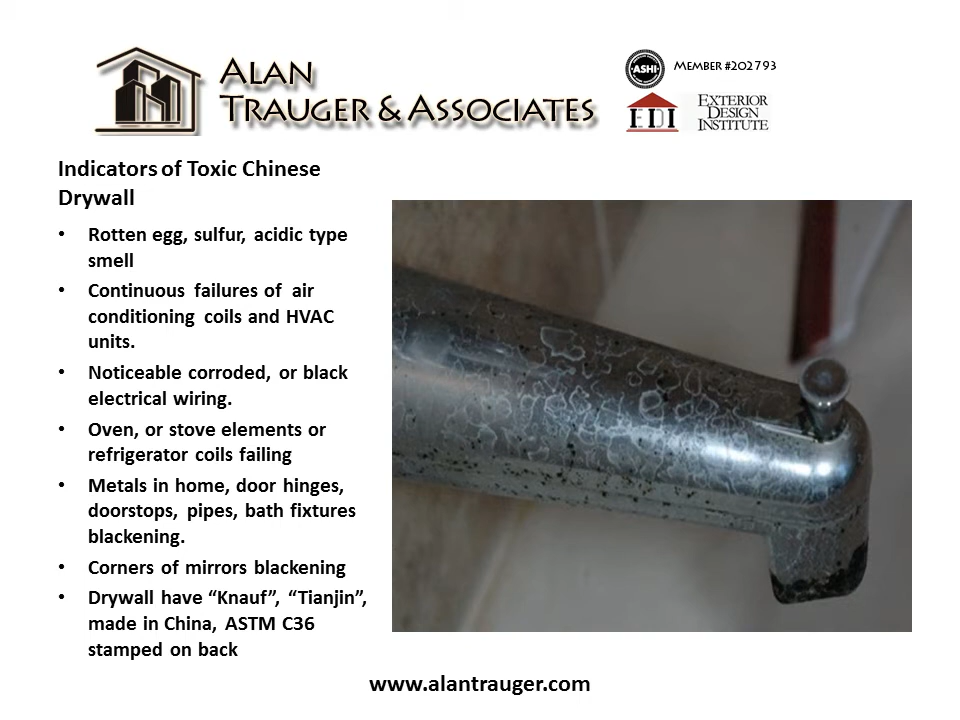 ALAN
TRAUGER & ASSOCIATES
ASHI
MEMBER #202793
EDI
EXTERIOR
DESIGN
INSTITUTE
Indicators of Toxic Chinese
Drywall
• Rotten egg, sulfur, acidic type
smell
• Continuous failures of air
conditioning coils and HVAC
units.
• Noticeable corroded, or black
electrical wiring.
• Oven, or stove elements or
refrigerator coils failing
• Metals in home, door hinges,
doorstops, pipes, bath fixtures
blackening.
• Corners of mirrors blackening
• Drywall have “Knauf”, “Tianjin”,
made in China, ASTM C36
stamped on back
www.alantrauger.com